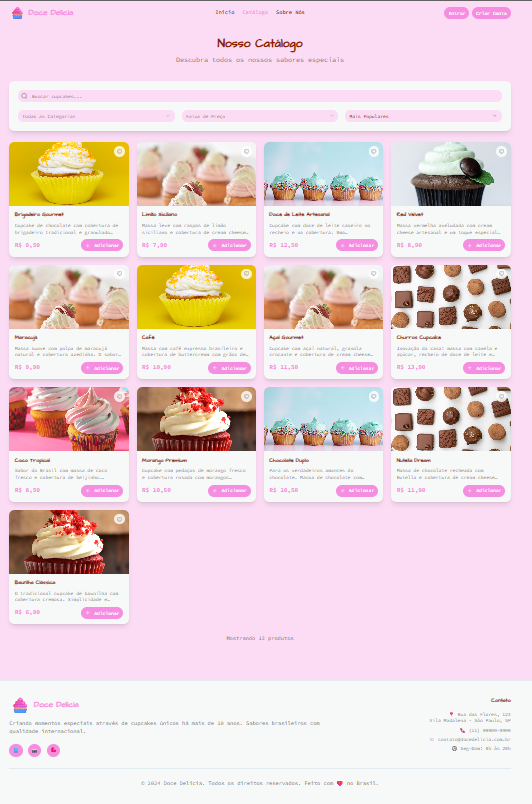 Doce Delícia
Início Catálogo Sobre Nós
Entrar Criar Conta
Nosso Catálogo
Descubra todos os nossos sabores especiais
Buscar cupcakes...
Todas as Categorias Faixa de Preço Mais Populares
Brigadeiro Gourmet
Cupcake de chocolate com cobertura de
brigadeiro tradicional e granulado…
R$ 9,50 + Adicionar
Limão Siciliano
Massa leve com raspas de limão
siciliano e cobertura de cream cheese…
R$ 7,90 + Adicionar
Doce de Leite Artesanal
Cupcake com doce de leite caseiro no
recheio e na cobertura.
R$ 12,50 + Adicionar
Red Velvet
Massa vermelha aveludada com cream
cheese artesanal e um toque especial…
R$ 8,90 + Adicionar
Maracujá
Massa suave com polpa de maracujá
natural e cobertura azedinha. O sabor…
R$ 9,90 + Adicionar
Café
Massa com café expresso brasileiro e
cobertura de buttercream com grãos de…
R$ 10,90 + Adicionar
Açaí Gourmet
Cupcake com açaí natural, granola
crocante e cobertura de cream cheese…
R$ 11,50 + Adicionar
Churros Cupcake
Inovação da casa: massa com canela e
açúcar, recheio de doce de leite e…
R$ 13,90 + Adicionar
Coco Tropical
Sabor do Brasil com massa de coco
fresco e cobertura de beijinho.…
R$ 8,50 + Adicionar
Morango Premium
Cupcake com pedaços de morango fresco
e cobertura rosada com morangos…
R$ 10,50 + Adicionar
Chocolate Duplo
Para os verdadeiros amantes do
chocolate. Massa de chocolate com…
R$ 10,50 + Adicionar
Nutella Dream
Massa de chocolate recheada com
Nutella e cobertura de cream cheese…
R$ 11,90 + Adicionar
Baunilha Clássica
O tradicional cupcake de baunilha com
cobertura cremosa. Simplicidade e…
R$ 6,90 + Adicionar
Mostrando 13 produtos
Doce Delícia
Criando momentos especiais através de cupcakes únicos há mais de 10 anos. Sabores brasileiros com
qualidade internacional.
Contato
Rua das Flores, 123
Vila Madalena - São Paulo, SP
(11) 99999-9999
contato@docedelicia.com.br
Seg-Dom: 8h às 20h
© 2024 Doce Delícia. Todos os direitos reservados. Feito com ❤️ no Brasil.